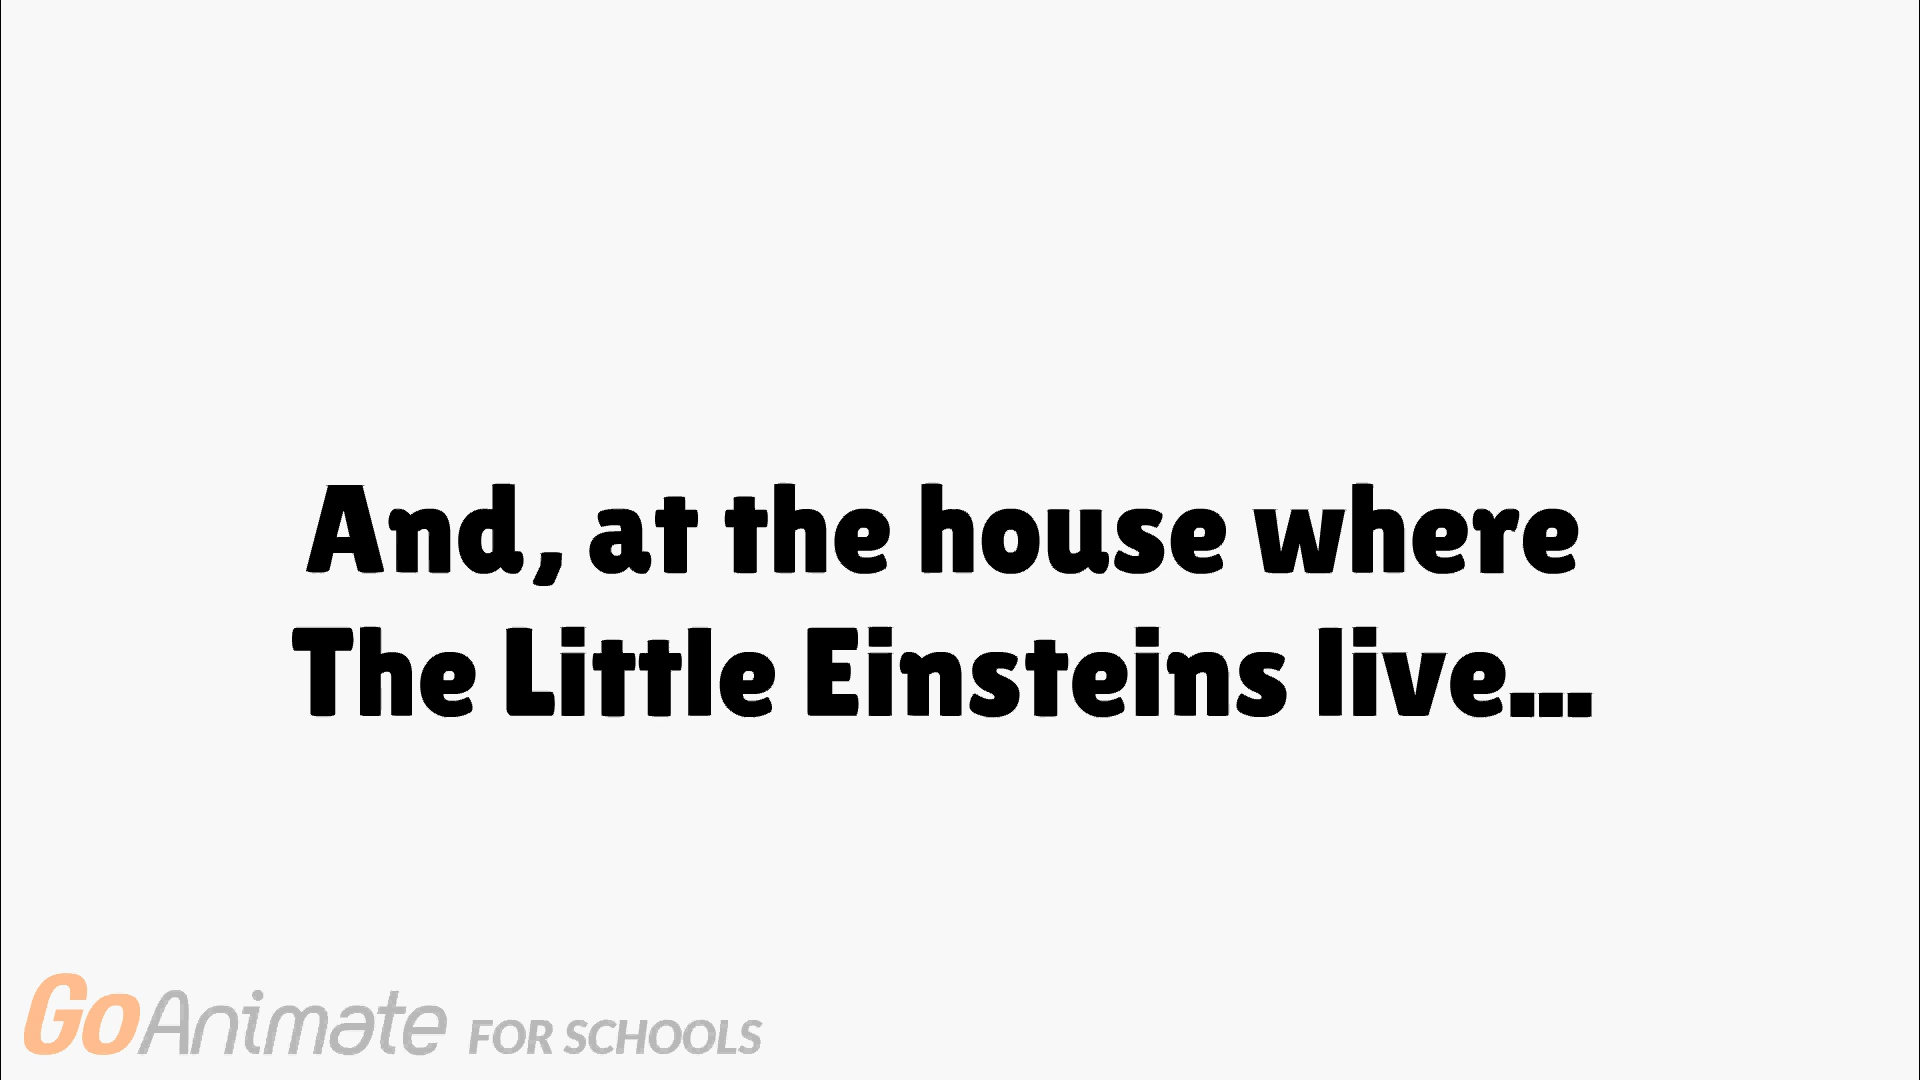 And, at the house where
The Little Einsteins live...
GoAnimate FOR SCHOOLS